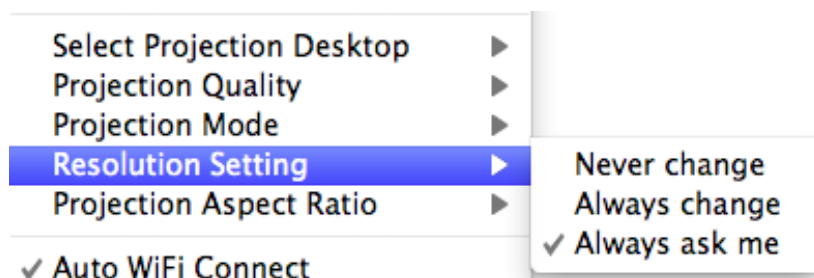 Select Projection Desktop
Projection Quality
Projection Mode
Resolution Setting
Projection Aspect Ratio
Auto WiFi Connect
Never change
Always change
Always ask me